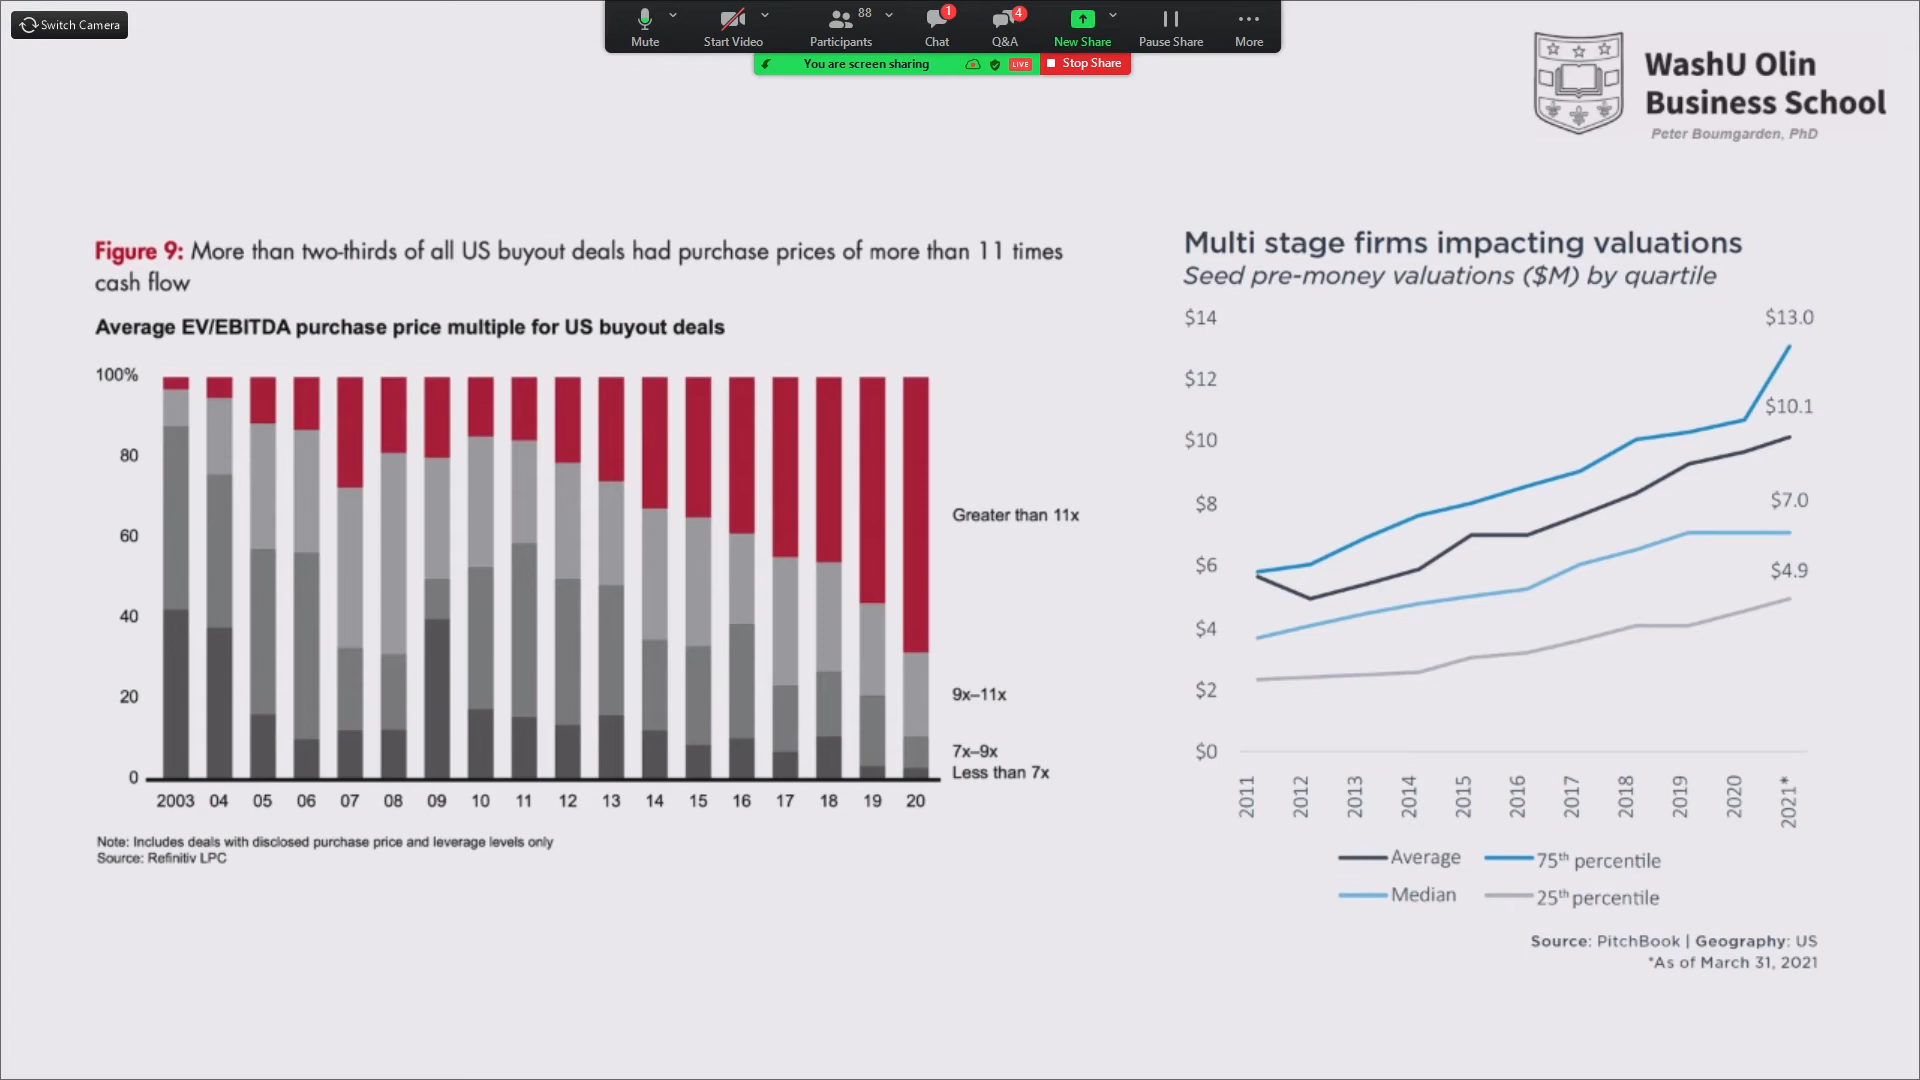 Switch Camera
Mute
Start Video
88
Participants
1
Chat
4
Q&A
New Share
Pause Share
More
You are screen sharing
LIVE
Stop Share
WashU Olin
Business School
Peter Boumgarden, PhD
Figure 9: More than two-thirds of all US buyout deals had purchase prices of more than 11 times
cash flow
Average EV/EBITDA purchase price multiple for US buyout deals
100%
80
60
40
20
0
Greater than 11x
9x–11x
7x–9x
Less than 7x
2003 04 05 06 07 08 09 10 11 12 13 14 15 16 17 18 19 20
Note: Includes deals with disclosed purchase price and leverage levels only
Source: Refinitiv LPC
Multi stage firms impacting valuations
Seed pre-money valuations ($M) by quartile
$14
$12
$10
$8
$6
$4
$2
$0
$13.0
$10.1
$7.0
$4.9
2011 2012 2013 2014 2015 2016 2017 2018 2019 2020 2021*
Average 75th percentile
Median 25th percentile
Source: PitchBook | Geography: US
*As of March 31, 2021